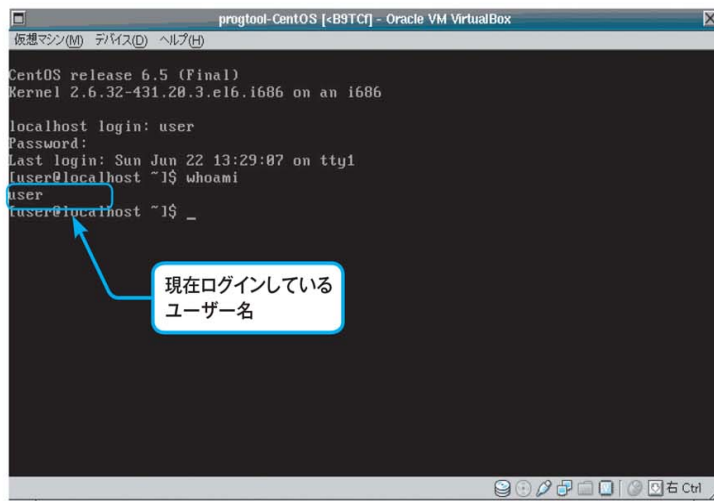 progtool-CentOS [<B9TCf] - Oracle VM VirtualBox
仮想マシン(M) デバイス(D) ヘルプ(H)
CentOS release 6.5 (Final)
Kernel 2.6.32-431.20.3.el6.i686 on an i686
localhost login: user
Password:
Last login: Sun Jun 22 13:29:07 on tty1
[user@localhost ~]$ whoami
user
[user@localhost ~]$ _
現在ログインしている
ユーザー名
右 Ctrl